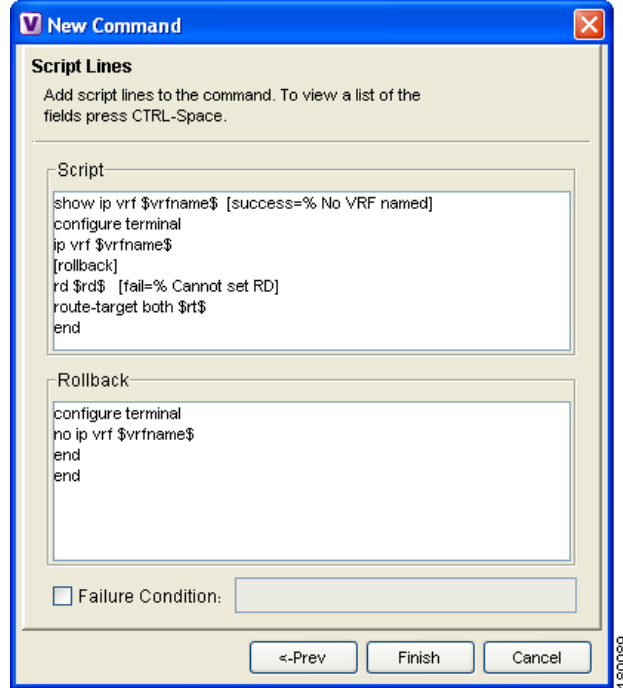 New Command
Script Lines
Add script lines to the command. To view a list of the
fields press CTRL-Space.
Script
show ip vrf $vrfname$ [success=% No VRF named]
configure terminal
ip vrf $vrfname$
[rollback]
rd $rd$ [fail=% Cannot set RD]
route-target both $rt$
end
Rollback
configure terminal
no ip vrf $vrfname$
end
end
Failure Condition:
<-Prev
Finish
Cancel
180089